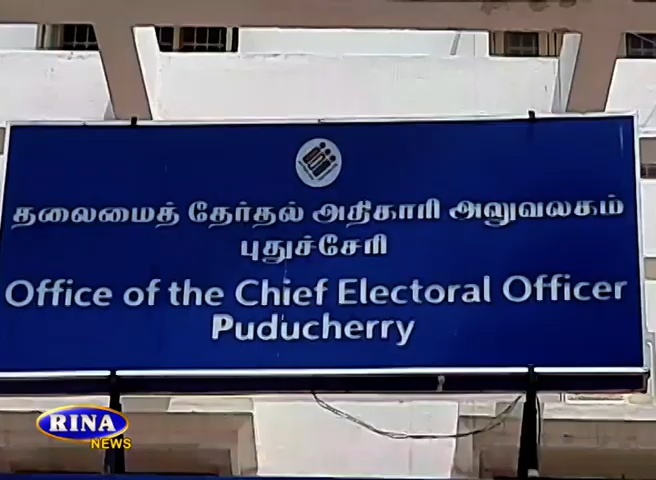 தலைமைத் தேர்தல் அதிகாரி அலுவலகம்
புதுச்சேரி
Office of the Chief Electoral Officer
Puducherry
RINA
NEWS